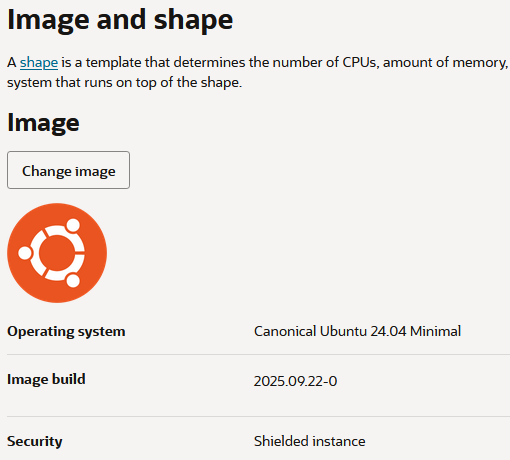 Image and shape
A shape is a template that determines the number of CPUs, amount of memory,
system that runs on top of the shape.
Image
Change image
Operating system Canonical Ubuntu 24.04 Minimal
Image build 2025.09.22-0
Security Shielded instance